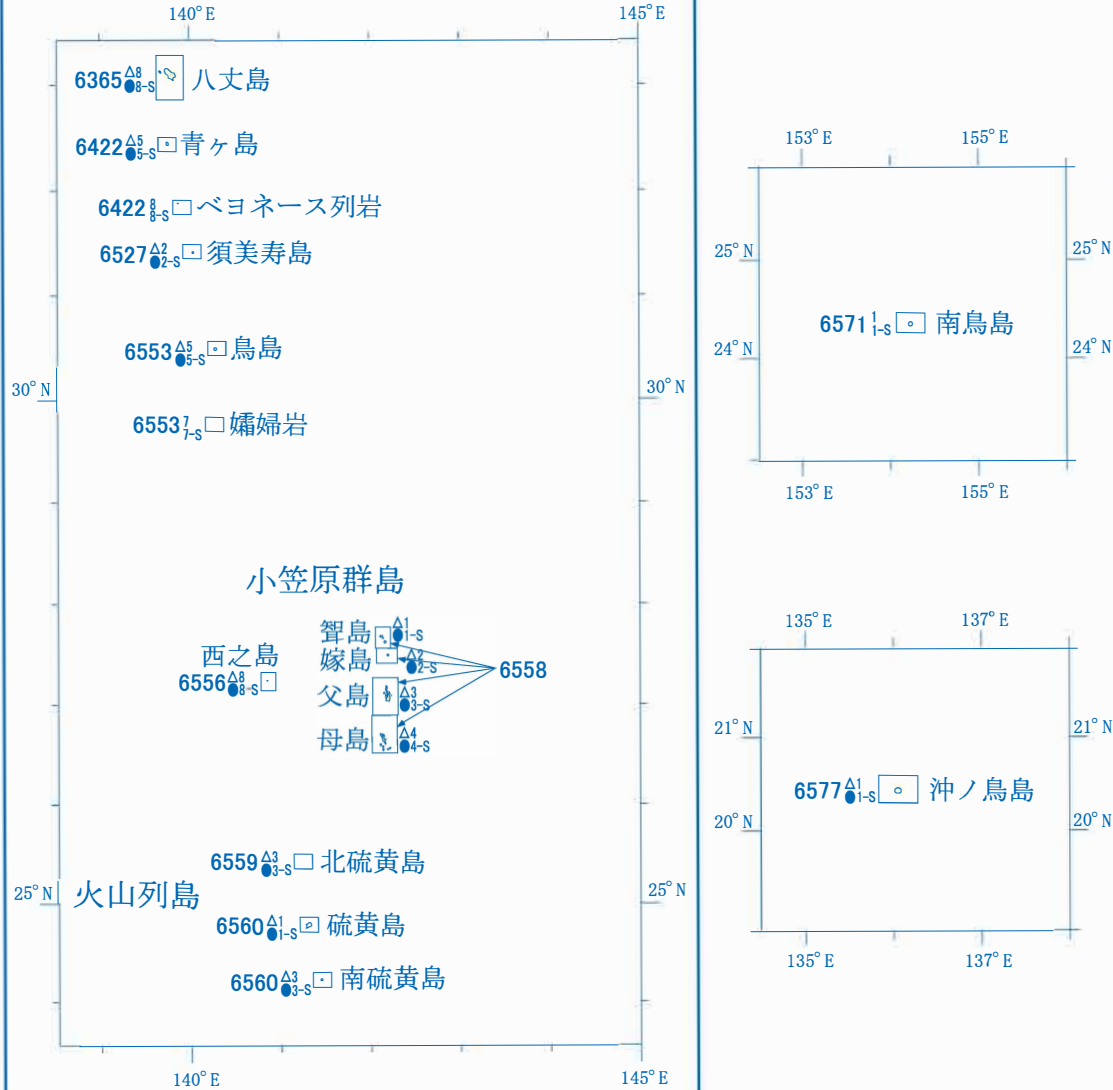 140°E 145°E
6365 △8 ●8-S 八丈島
6422 △5 ●5-S 青ヶ島
6422 8 8-S ベヨネース列岩
6527 △2 ●2-S 須美寿島
6553 △5 ●5-S 鳥島
30°N 30°N
6553 7 7-S 孀婦岩
小笠原群島
聟島 △1 ●1-S
嫁島 △2 ●2-S
父島 △3 ●3-S
母島 △4 ●4-S
6558
西之島
6556 △8 ●8-S
6559 △3 ●3-S 北硫黄島
25°N 火山列島 25°N
6560 △1 ●1-S 硫黄島
6560 △3 ●3-S 南硫黄島
140°E 145°E
153°E 155°E
25°N 25°N
6571 1 1-S 南鳥島
24°N 24°N
153°E 155°E
135°E 137°E
21°N 21°N
6577 △1 ●1-S 沖ノ鳥島
20°N 20°N
135°E 137°E